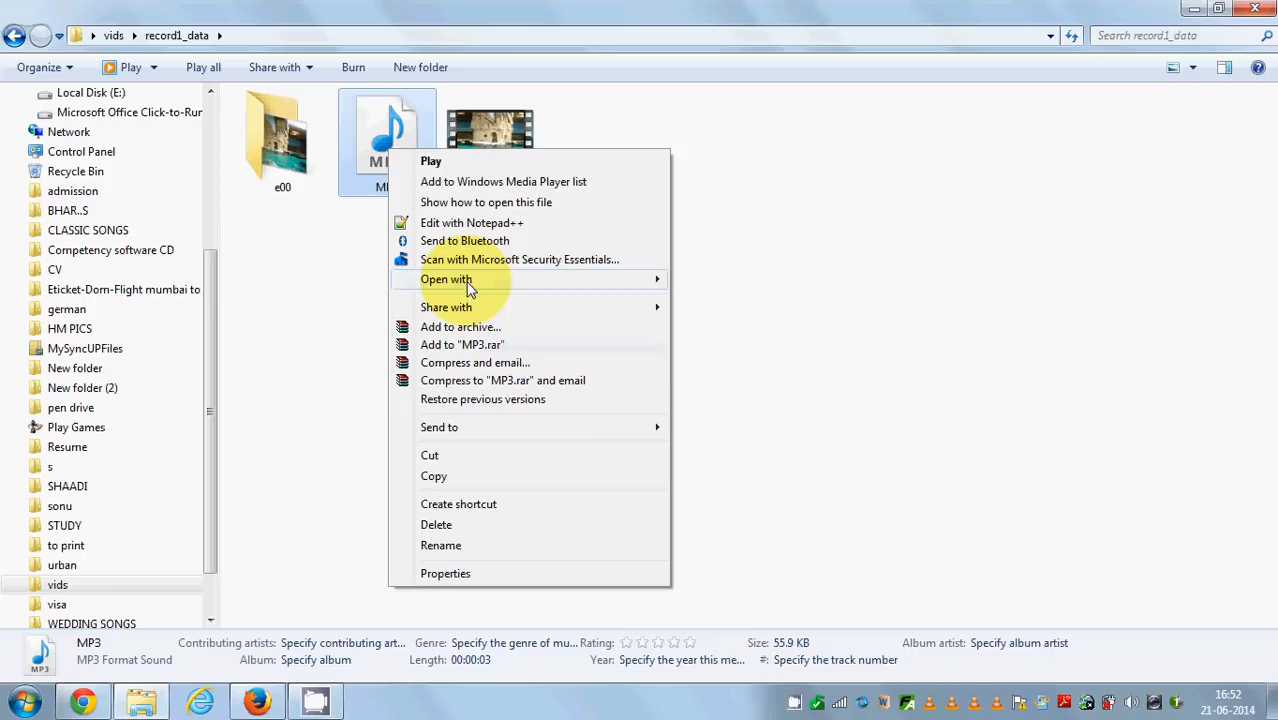 vids
record1_data
Search record1_data
Organize
Play
Play all
Share with
Burn
New folder
Local Disk (E:)
Microsoft Office Click-to-Run
Network
Control Panel
Recycle Bin
admission
BHAR..S
CLASSIC SONGS
Competency software CD
CV
Eticket-Dom-Flight mumbai to
german
HM PICS
MySyncUPFiles
New folder
New folder (2)
pen drive
Play Games
Resume
s
SHAADI
sonu
STUDY
to print
urban
vids
visa
WEDDING SONGS
e00
Play
Add to Windows Media Player list
Show how to open this file
Edit with Notepad++
Send to Bluetooth
Scan with Microsoft Security Essentials...
Open with
Share with
Add to archive...
Add to "MP3.rar"
Compress and email...
Compress to "MP3.rar" and email
Restore previous versions
Send to
Cut
Copy
Create shortcut
Delete
Rename
Properties
MP3
MP3 Format Sound
Contributing artists: Specify contributing art...
Album: Specify album
Genre: Specify the genre of mu...
Length: 00:00:03
Rating:
Year: Specify the year this me...
Size: 55.9 KB
#: Specify the track number
Album artist: Specify album artist
MP3
16:52
21-06-2014